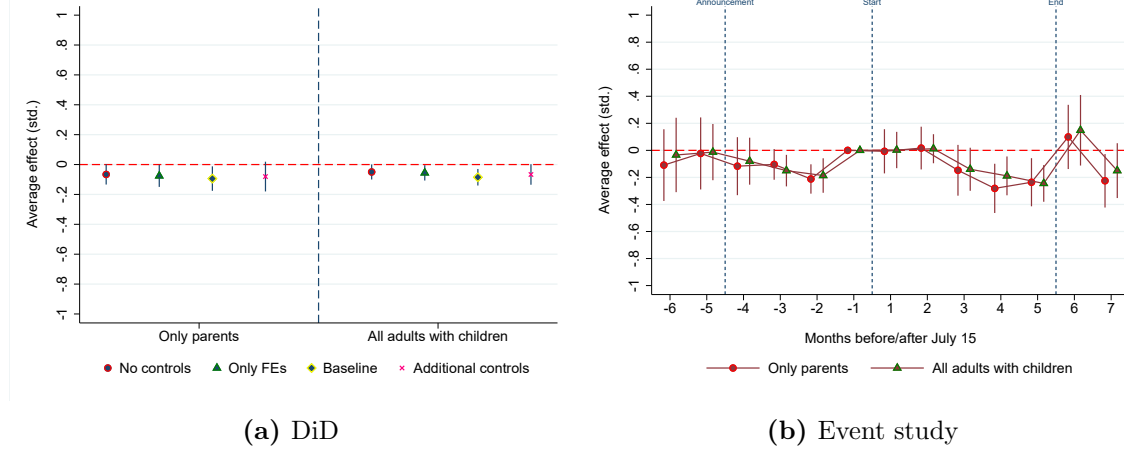 1
.8
.6
.4
.2
0
-.2
-.4
-.6
-.8
-1
Average effect (std.)
Only parents
All adults with children
No controls
Only FEs
Baseline
Additional controls
(a) DiD
Announcement
Start
End
1
.8
.6
.4
.2
0
-.2
-.4
-.6
-.8
-1
Average effect (std.)
-6 -5 -4 -3 -2 -1 1 2 3 4 5 6 7
Months before/after July 15
Only parents
All adults with children
(b) Event study